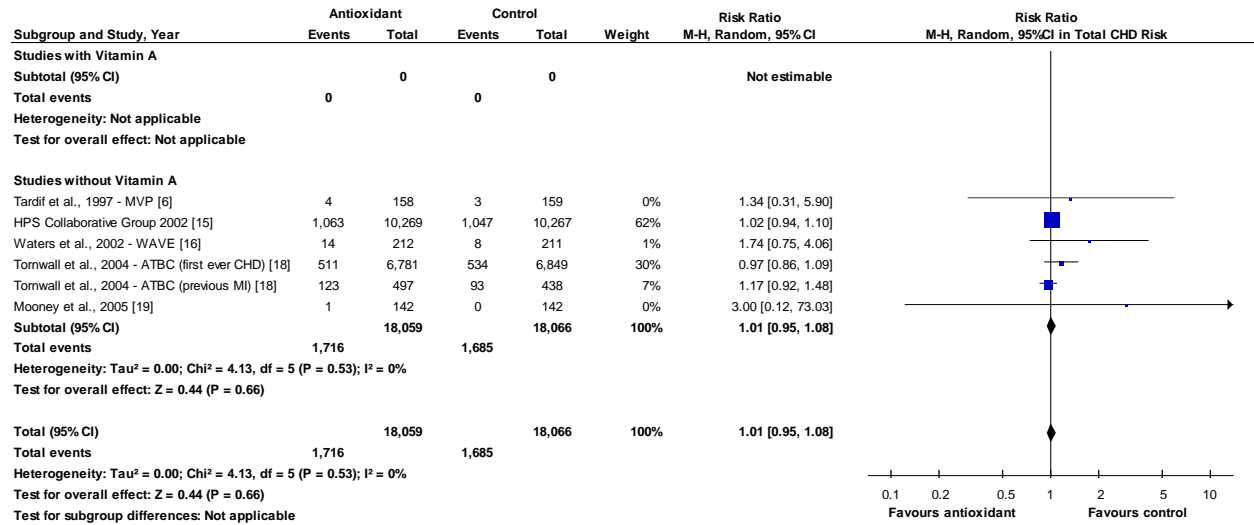 Antioxidant Control Risk Ratio Risk Ratio
Subgroup and Study, Year Events Total Events Total Weight M-H, Random, 95% CI M-H, Random, 95%CI in Total CHD Risk
Studies with Vitamin A
Subtotal (95% CI) 0 0 Not estimable
Total events 0 0
Heterogeneity: Not applicable
Test for overall effect: Not applicable
Studies without Vitamin A
Tardif et al., 1997 - MVP [6] 4 158 3 159 0% 1.34 [0.31, 5.90]
HPS Collaborative Group 2002 [15] 1,063 10,269 1,047 10,267 62% 1.02 [0.94, 1.10]
Waters et al., 2002 - WAVE [16] 14 212 8 211 1% 1.74 [0.75, 4.06]
Tornwall et al., 2004 - ATBC (first ever CHD) [18] 511 6,781 534 6,849 30% 0.97 [0.86, 1.09]
Tornwall et al., 2004 - ATBC (previous MI) [18] 123 497 93 438 7% 1.17 [0.92, 1.48]
Mooney et al., 2005 [19] 1 142 0 142 0% 3.00 [0.12, 73.03]
Subtotal (95% CI) 18,059 18,066 100% 1.01 [0.95, 1.08]
Total events 1,716 1,685
Heterogeneity: Tau² = 0.00; Chi² = 4.13, df = 5 (P = 0.53); I² = 0%
Test for overall effect: Z = 0.44 (P = 0.66)
Total (95% CI) 18,059 18,066 100% 1.01 [0.95, 1.08]
Total events 1,716 1,685
Heterogeneity: Tau² = 0.00; Chi² = 4.13, df = 5 (P = 0.53); I² = 0%
Test for overall effect: Z = 0.44 (P = 0.66)
Test for subgroup differences: Not applicable
0.1 0.2 0.5 1 2 5 10
Favours antioxidant Favours control